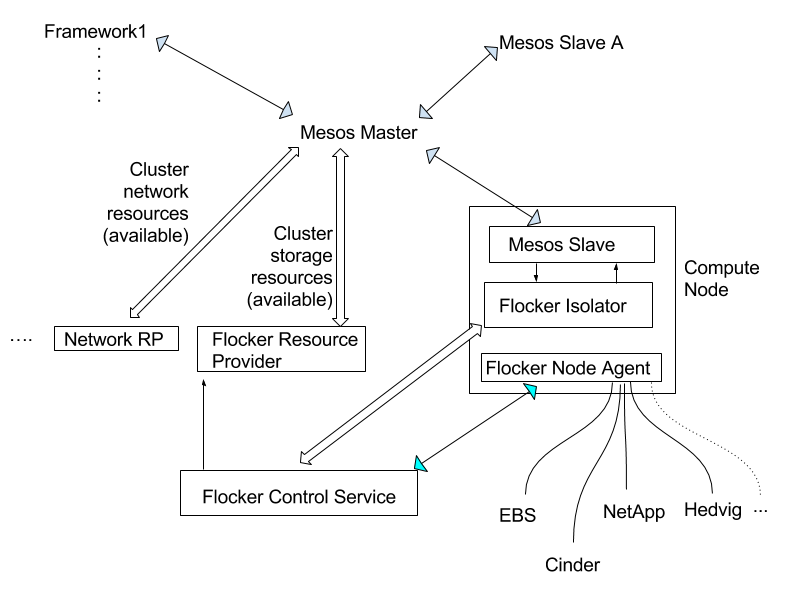 Framework1
:
:
:
Mesos Slave A
Mesos Master
Cluster
network
resources
(available)
Cluster
storage
resources
(available)
Mesos Slave
Compute
Node
Flocker Isolator
....
Network RP
Flocker Resource
Provider
Flocker Node Agent
Flocker Control Service
EBS
NetApp
Hedvig
...
Cinder